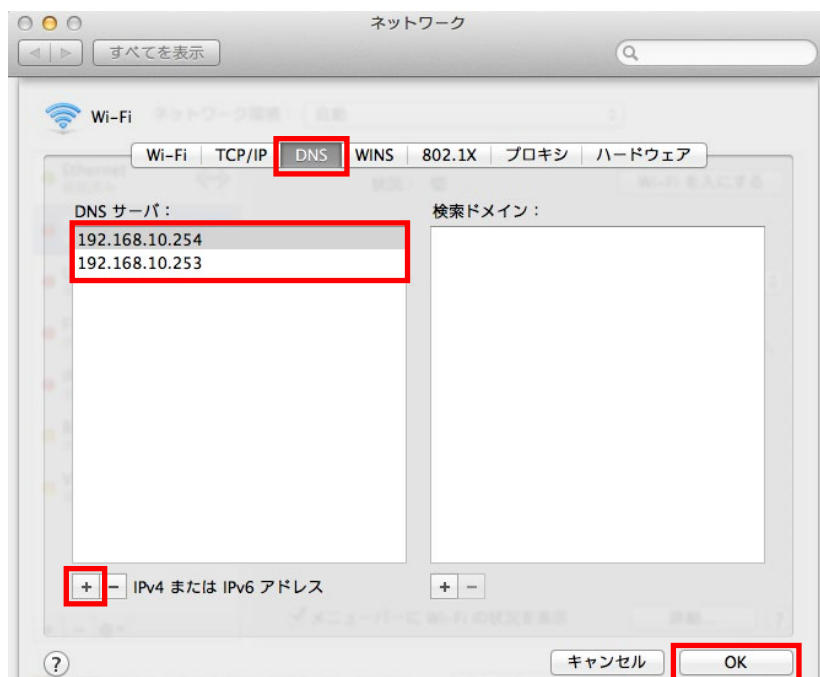 ネットワーク
すべてを表示
Wi-Fi
Wi-Fi TCP/IP DNS WINS 802.1X プロキシ ハードウェア
DNS サーバ： 検索ドメイン：
192.168.10.254
192.168.10.253
+ − IPv4 または IPv6 アドレス + −
? キャンセル OK